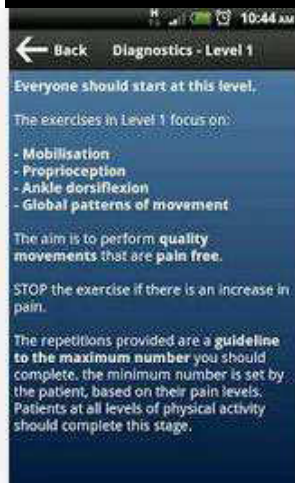 H 10:44 AM
Back Diagnostics - Level 1
Everyone should start at this level.
The exercises in Level 1 focus on:
- Mobilisation
- Proprioception
- Ankle dorsiflexion
- Global patterns of movement
The aim is to perform quality
movements that are pain free.
STOP the exercise if there is an increase in
pain.
The repetitions provided are a guideline
to the maximum number you should
complete. the minimum number is set by
the patient, based on their pain levels.
Patients at all levels of physical activity
should complete this stage.